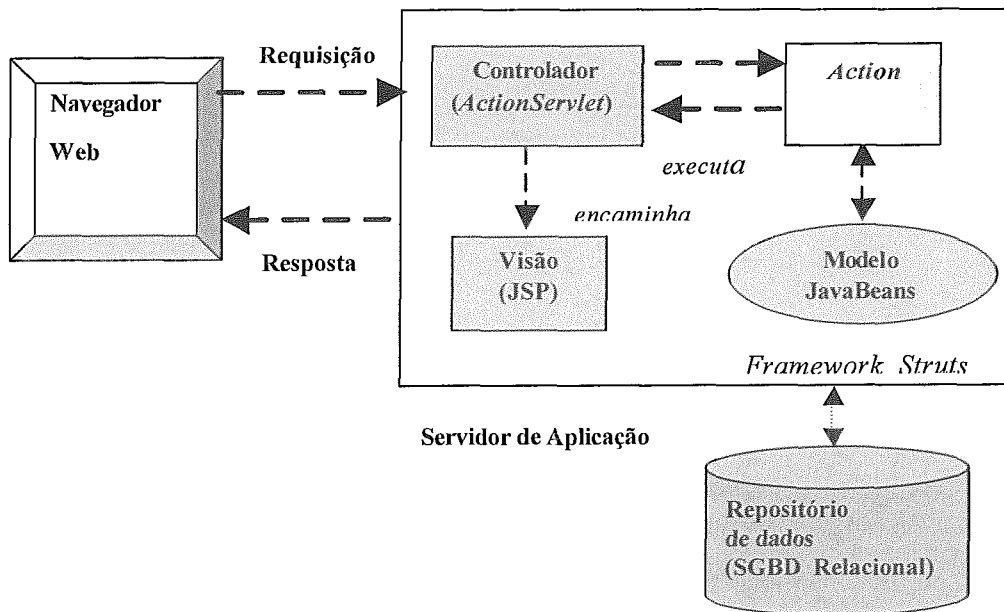 Requisição
Navegador
Web
Resposta
Controlador
(ActionServlet)
Action
executa
encaminha
Visão
(JSP)
Modelo
JavaBeans
Framework Struts
Servidor de Aplicação
Repositório
de dados
(SGBD Relacional)